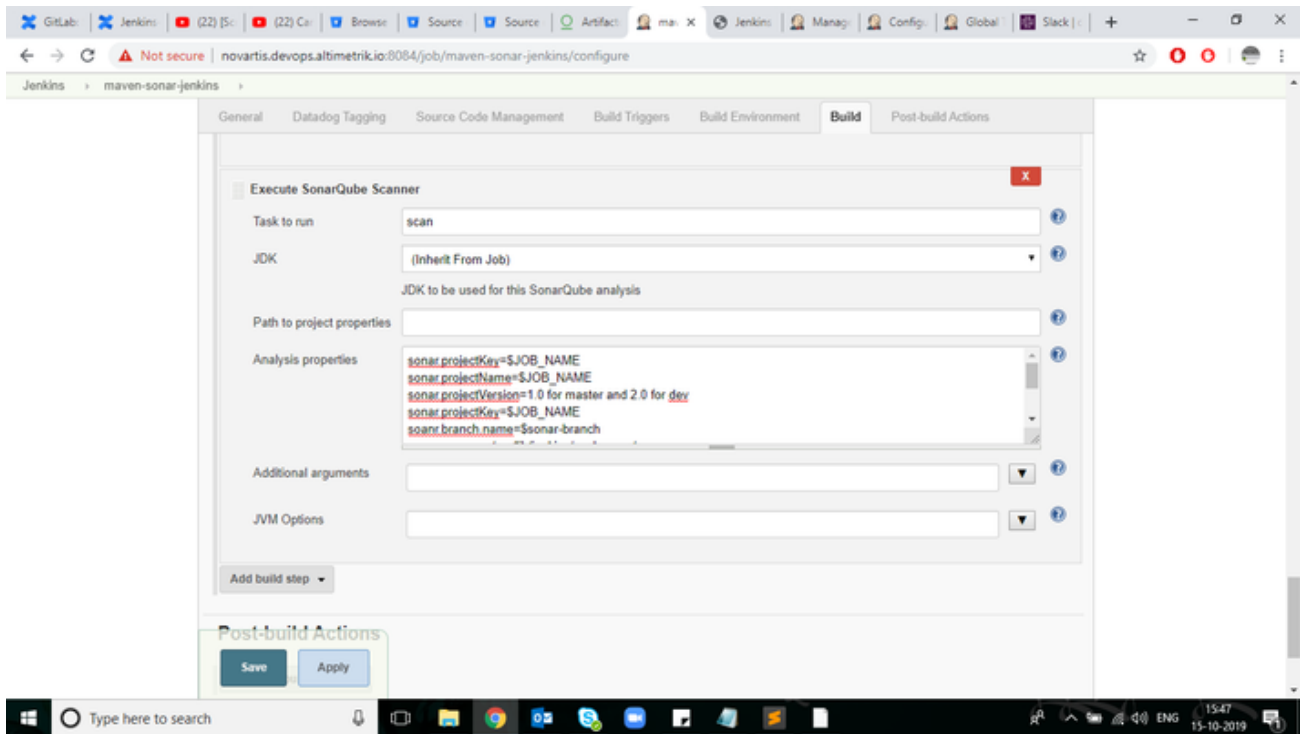 GitLab:
Jenkins
(22) [Sc
(22) Ca
Browse
Source
Source
Artifact
ma
Jenkins
Manag
Config
Global
Slack | c
Not secure | novartis.devops.altimetrik.io:8084/job/maven-sonar-jenkins/configure
Jenkins › maven-sonar-jenkins ›
General Datadog Tagging Source Code Management Build Triggers Build Environment Build Post-build Actions
X
Execute SonarQube Scanner
Task to run scan
JDK (Inherit From Job)
JDK to be used for this SonarQube analysis
Path to project properties
Analysis properties
sonar.projectKey=$JOB_NAME
sonar.projectName=$JOB_NAME
sonar.projectVersion=1.0 for master and 2.0 for dev
sonar.projectKey=$JOB_NAME
soanr.branch.name=$sonar-branch
Additional arguments
JVM Options
Add build step
Post-build Actions
Save Apply
Type here to search
ENG
15:47
15-10-2019